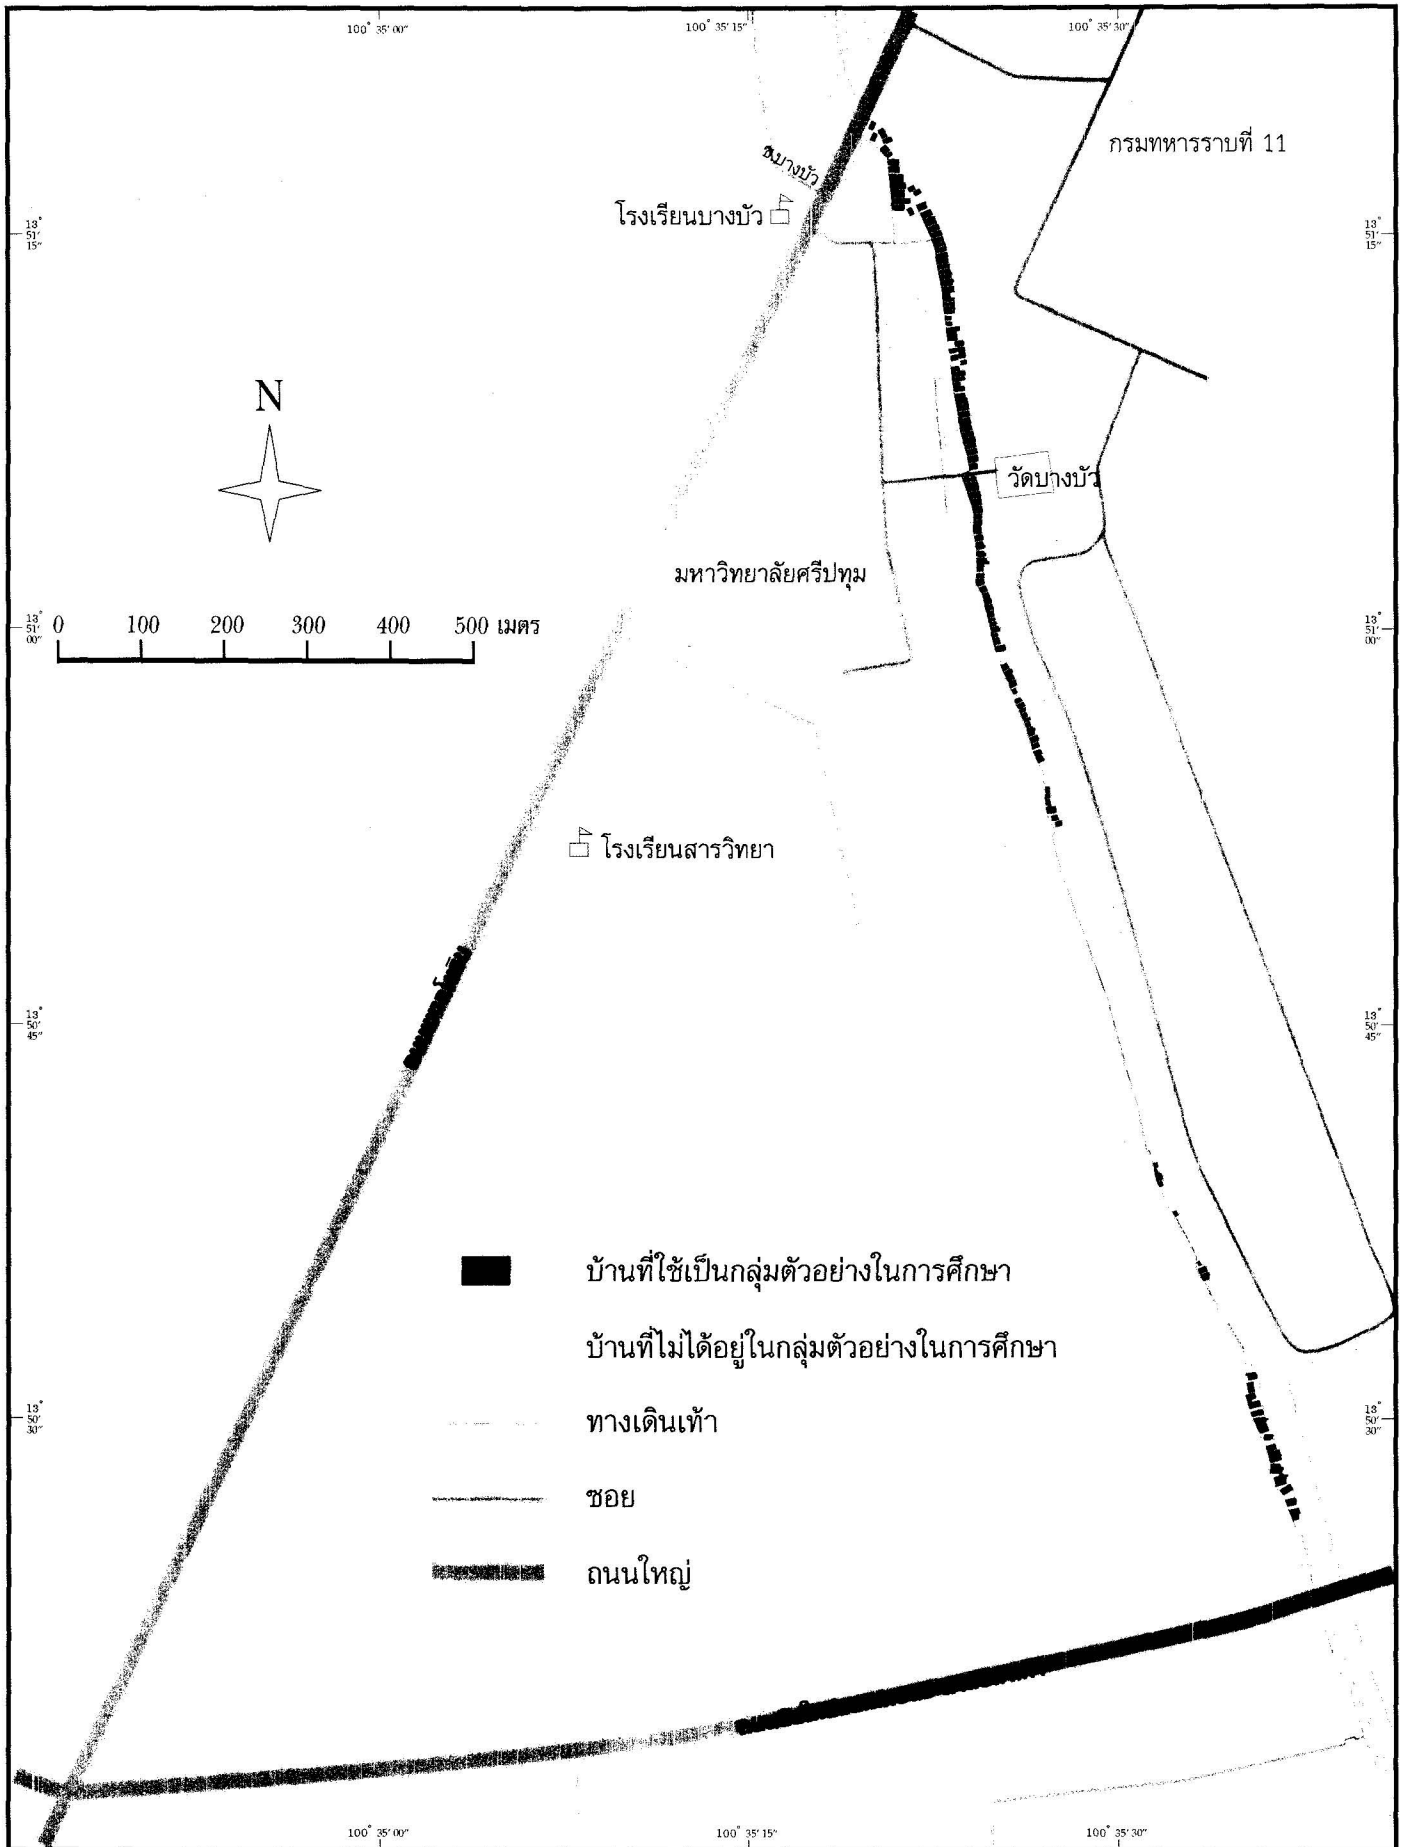 100° 35' 00" 100° 35' 15" 100° 35' 30"
กรมทหารราบที่ 11
ซ.บางบัว
โรงเรียนบางบัว
13° 51' 15" 13° 51' 15"
N
วัดบางบัว
มหาวิทยาลัยศรีปทุม
13° 51' 00" 13° 51' 00"
0 100 200 300 400 500 เมตร
โรงเรียนสารวิทยา
13° 50' 45" 13° 50' 45"
บ้านที่ใช้เป็นกลุ่มตัวอย่างในการศึกษา
บ้านที่ไม่ได้อยู่ในกลุ่มตัวอย่างในการศึกษา
ทางเดินเท้า
13° 50' 30" 13° 50' 30"
ซอย
ถนนใหญ่
100° 35' 00" 100° 35' 15" 100° 35' 30"